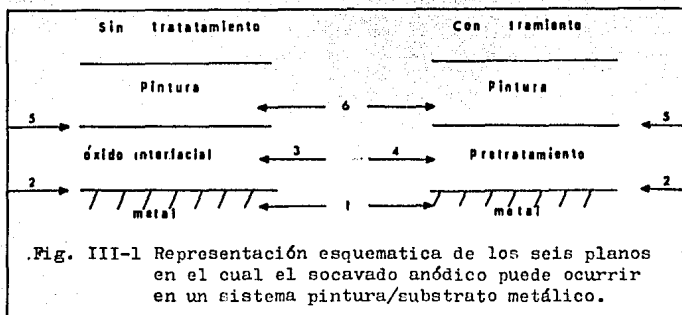 Sin tratatamiento Con tramiento
Pintura Pintura
6
5 5
óxido interfacial 3 4 Pretratamiento
2 2
metal 1 metal
.Fig. III-1 Representación esquematica de los seis planos
en el cual el socavado anódico puede ocurrir
en un sistema pintura/substrato metálico.